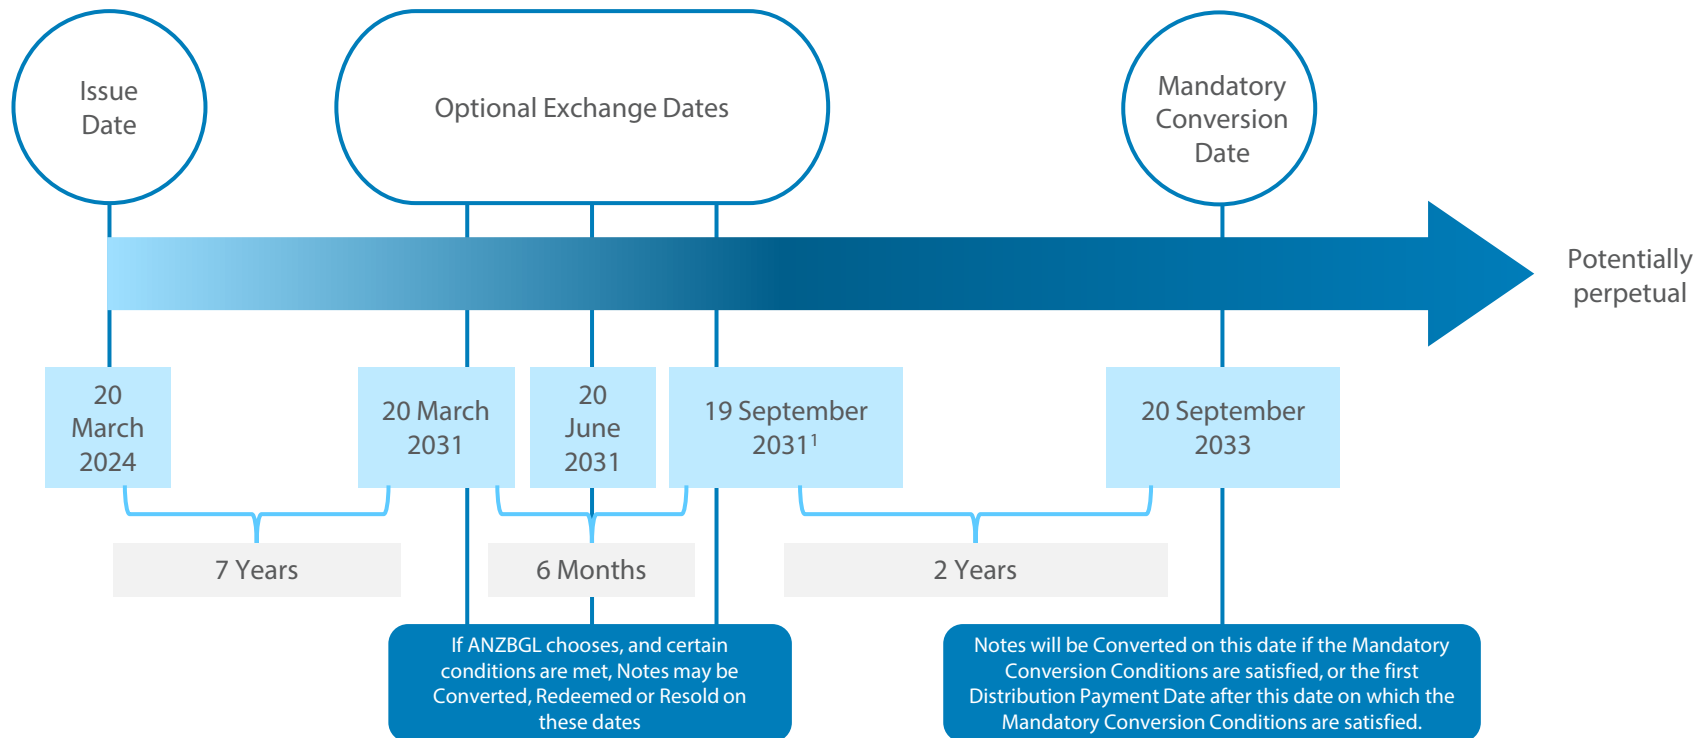 Issue
Date
Optional Exchange Dates
Mandatory
Conversion
Date
Potentially
perpetual
20
March
2024
20 March
2031
20
June
2031
19 September
2031¹
20 September
2033
7 Years
6 Months
2 Years
If ANZBGL chooses, and certain
conditions are met, Notes may be
Converted, Redeemed or Resold on
these dates
Notes will be Converted on this date if the Mandatory
Conversion Conditions are satisfied, or the first
Distribution Payment Date after this date on which the
Mandatory Conversion Conditions are satisfied.